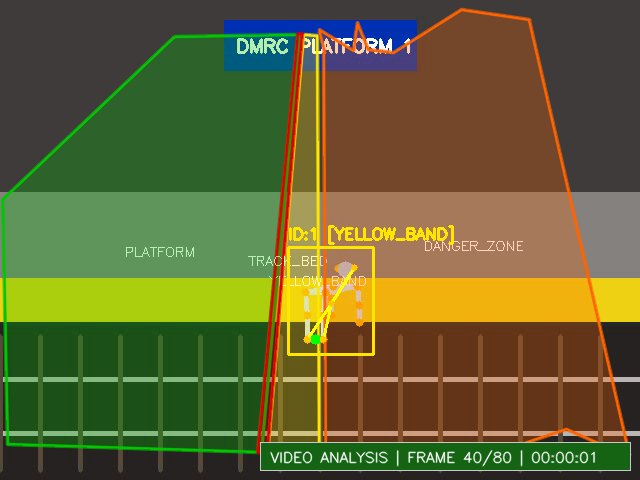 DMRC PLATFORM 1
ID:1 [YELLOW_BAND]
PLATFORM
DANGER_ZONE
TRACK_BED
YELLOW_BAND
VIDEO ANALYSIS | FRAME 40/80 | 00:00:01